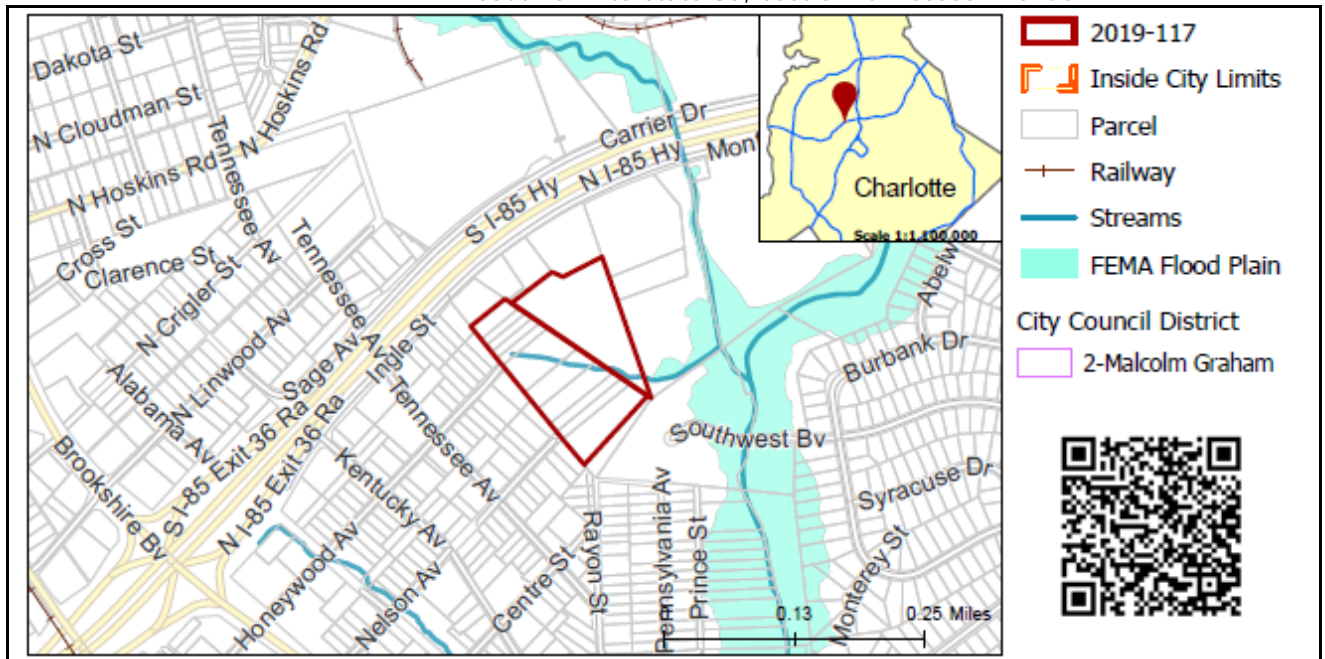 Dakota St
N Cloudman St
N Hoskins Rd
N Hoskins Rd
Tennessee Av
Cross St
Clarence St
N Crigler St
N Linwood Av
Alabama Av
Sage Av
Tennessee Av
Ingle St
S I-85 Hy
N I-85 Hy
Carrier Dr
Mon
Brookshire Bv
S I-85 Exit 36 Ra
N I-85 Exit 36 Ra
Tennessee Av
Kentucky Av
Honeywood Av
Nelson Av
Centre St
Rayon St
Pennsylvania Av
Prince St
Southwest Bv
Burbank Dr
Abelw
Syracuse Dr
Monterey St
0.13
0.25 Miles
Charlotte
Scale 1:1,100,000
2019-117
Inside City Limits
Parcel
Railway
Streams
FEMA Flood Plain
City Council District
2-Malcolm Graham